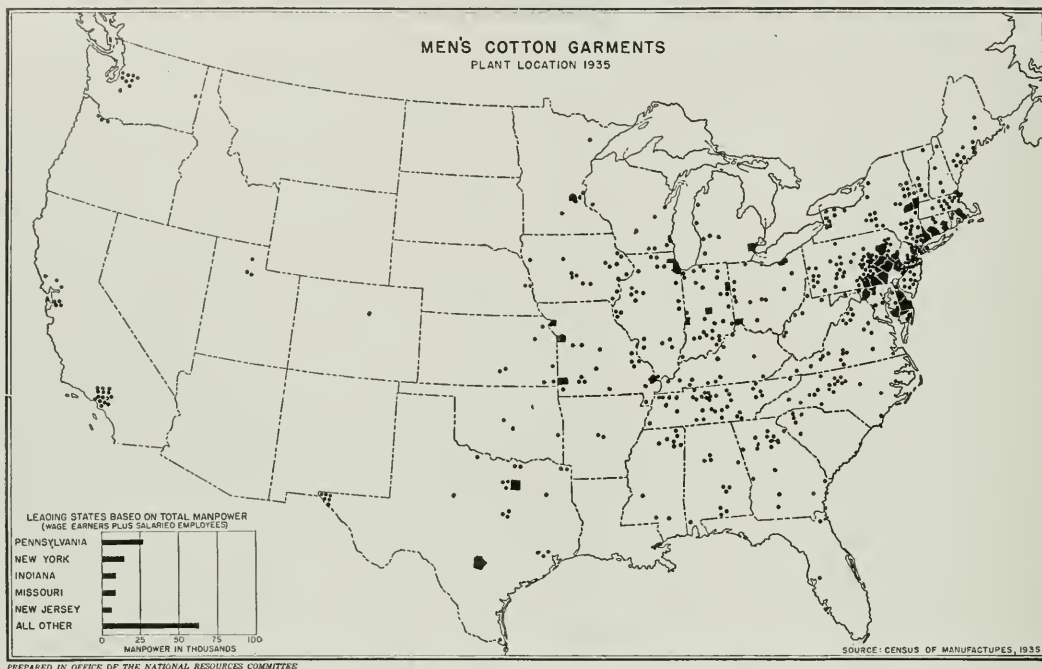 MEN'S COTTON GARMENTS
PLANT LOCATION 1935
LEADING STATES BASED ON TOTAL MANPOWER
(WAGE EARNERS PLUS SALARIED EMPLOYEES)
PENNSYLVANIA
NEW YORK
INDIANA
MISSOURI
NEW JERSEY
ALL OTHER
0 25 50 75 100
MANPOWER IN THOUSANDS
SOURCE: CENSUS OF MANUFACTURES, 1935
PREPARED IN OFFICE OF THE NATIONAL RESOURCES COMMITTEE